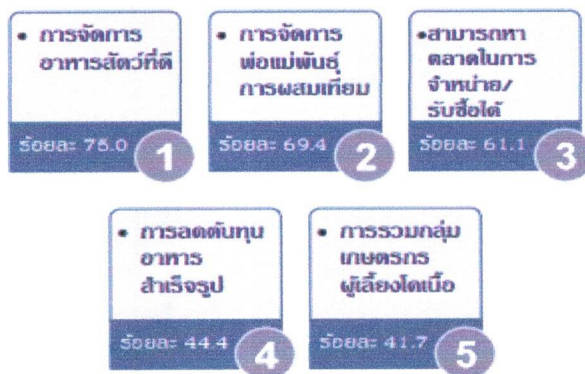 • การจัดการ
อาหารสัตว์ที่ดี
ร้อยละ 75.0
1
• การจัดการ
พ่อแม่พันธุ์
การผสมเทียม
ร้อยละ 69.4
2
•สามารถหา
ตลาดในการ
จำหน่าย/
รับซื้อได้
ร้อยละ 61.1
3
• การลดต้นทุน
อาหาร
สำเร็จรูป
ร้อยละ 44.4
4
• การรวมกลุ่ม
เกษตรกร
ผู้เลี้ยงโคเนื้อ
ร้อยละ 41.7
5